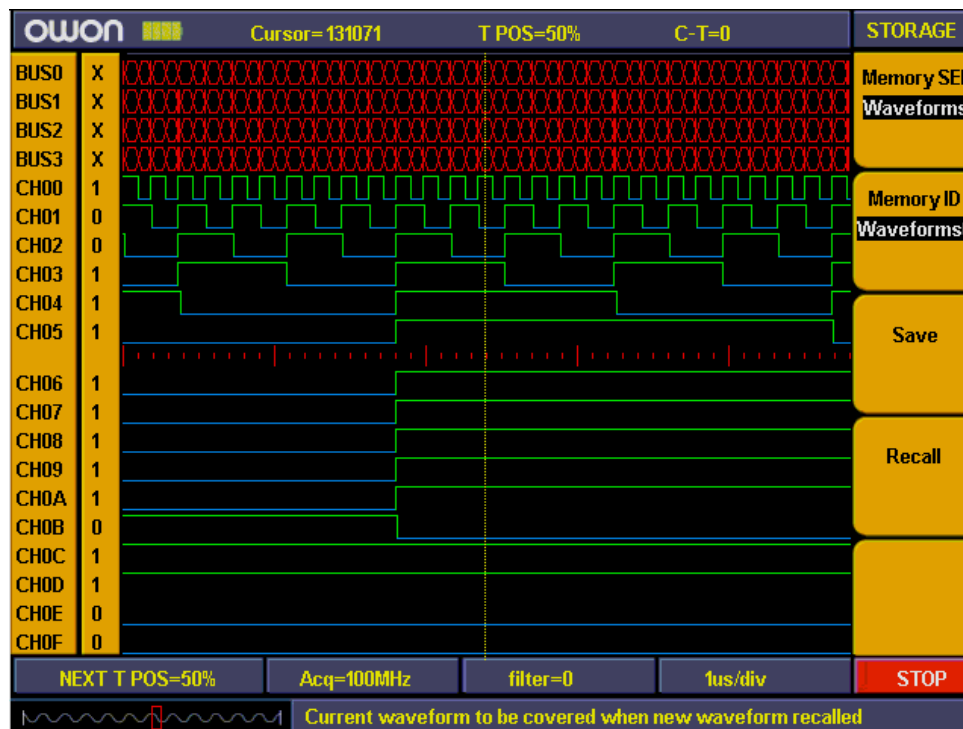 owon Cursor=131071 T POS=50% C-T=0 STORAGE
BUS0 X
BUS1 X
BUS2 X
BUS3 X
CH00 1
CH01 0
CH02 0
CH03 1
CH04 1
CH05 1
CH06 1
CH07 1
CH08 1
CH09 1
CH0A 1
CH0B 0
CH0C 1
CH0D 1
CH0E 0
CH0F 0
Memory SEL
Waveforms
Memory ID
Waveforms
Save
Recall
NEXT T POS=50% Acq=100MHz filter=0 1us/div STOP
Current waveform to be covered when new waveform recalled